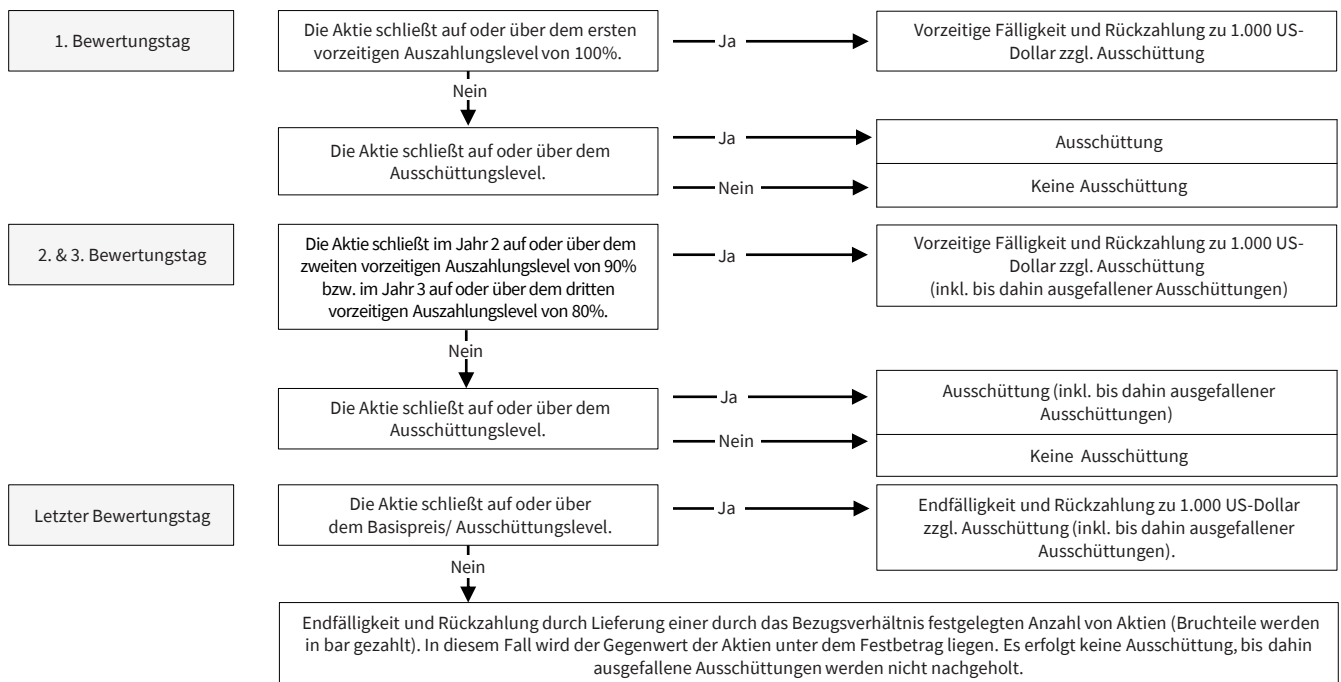 1. Bewertungstag
Die Aktie schließt auf oder über dem ersten
vorzeitigen Auszahlungslevel von 100%.
Ja
Vorzeitige Fälligkeit und Rückzahlung zu 1.000 US-
Dollar zzgl. Ausschüttung
Nein
Die Aktie schließt auf oder über dem
Ausschüttungslevel.
Ja
Ausschüttung
Nein
Keine Ausschüttung
2. & 3. Bewertungstag
Die Aktie schließt im Jahr 2 auf oder über dem
zweiten vorzeitigen Auszahlungslevel von 90%
bzw. im Jahr 3 auf oder über dem dritten
vorzeitigen Auszahlungslevel von 80%.
Ja
Vorzeitige Fälligkeit und Rückzahlung zu 1.000 US-
Dollar zzgl. Ausschüttung
(inkl. bis dahin ausgefallener Ausschüttungen)
Nein
Die Aktie schließt auf oder über dem
Ausschüttungslevel.
Ja
Ausschüttung (inkl. bis dahin ausgefallener
Ausschüttungen)
Nein
Keine Ausschüttung
Letzter Bewertungstag
Die Aktie schließt auf oder über
dem Basispreis/ Ausschüttungslevel.
Ja
Endfälligkeit und Rückzahlung zu 1.000 US-Dollar
zzgl. Ausschüttung (inkl. bis dahin ausgefallener
Ausschüttungen).
Nein
Endfälligkeit und Rückzahlung durch Lieferung einer durch das Bezugsverhältnis festgelegten Anzahl von Aktien (Bruchteile werden
in bar gezahlt). In diesem Fall wird der Gegenwert der Aktien unter dem Festbetrag liegen. Es erfolgt keine Ausschüttung, bis dahin
ausgefallene Ausschüttungen werden nicht nachgeholt.